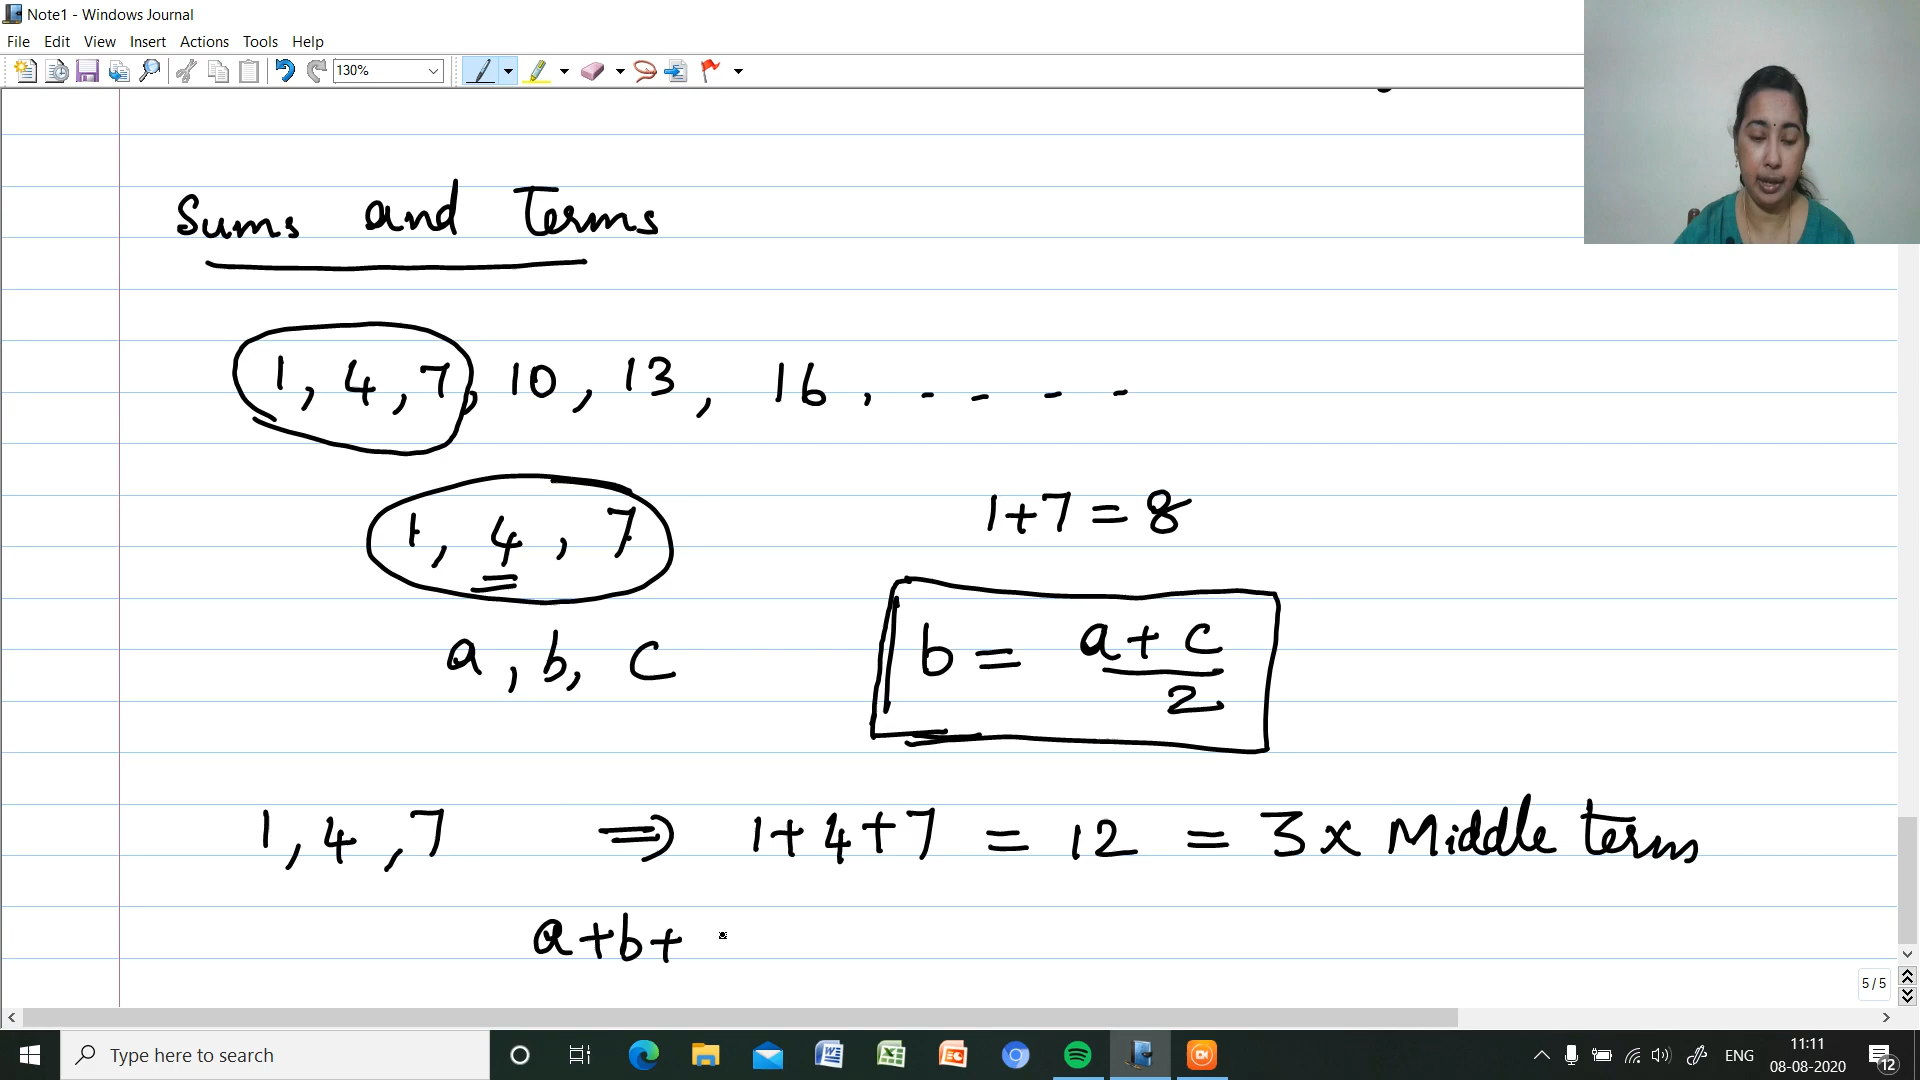 Note1 - Windows Journal
File Edit View Insert Actions Tools Help
130%
Sums and Terms
1, 4, 7, 10, 13, 16, - - - -
1, 4, 7
1+7 = 8
a, b, c
b = a+c/2
1, 4, 7 ⇒ 1+4+7 = 12 = 3 x Middle terms
a+b+
5 / 5
Type here to search
ENG
11:11
08-08-2020
12